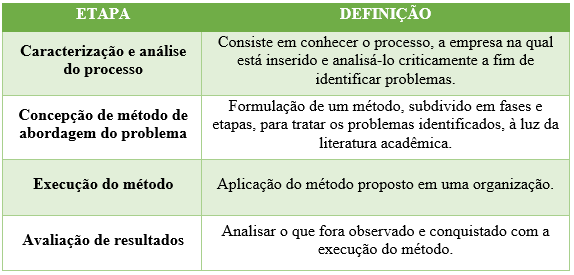 ETAPA DEFINIÇÃO
Caracterização e análise
do processo
Consiste em conhecer o processo, a empresa na qual
está inserido e analisá-lo criticamente a fim de
identificar problemas.
Concepção de método de
abordagem do problema
Formulação de um método, subdivido em fases e
etapas, para tratar os problemas identificados, à luz da
literatura acadêmica.
Execução do método
Aplicação do método proposto em uma organização.
Avaliação de resultados
Analisar o que fora observado e conquistado com a
execução do método.